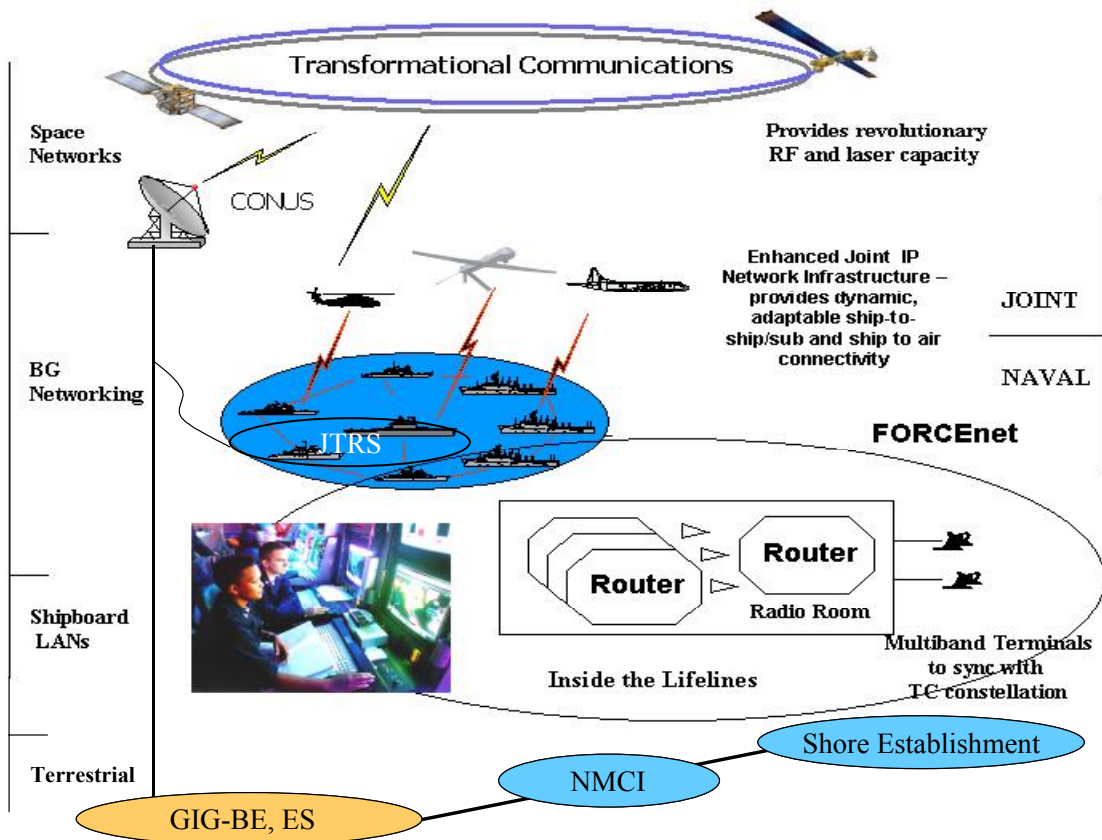 Transformational Communications
Space
Networks
Provides revolutionary
RF and laser capacity
CONUS
Enhanced Joint IP
Network Infrastructure –
provides dynamic,
adaptable ship-to-
ship/sub and ship to air
connectivity
JOINT
NAVAL
BG
Networking
JTRS
FORCEnet
Router
Router
Radio Room
Shipboard
LANs
Multiband Terminals
to sync with
TC constellation
Inside the Lifelines
Shore Establishment
Terrestrial
NMCI
GIG-BE, ES